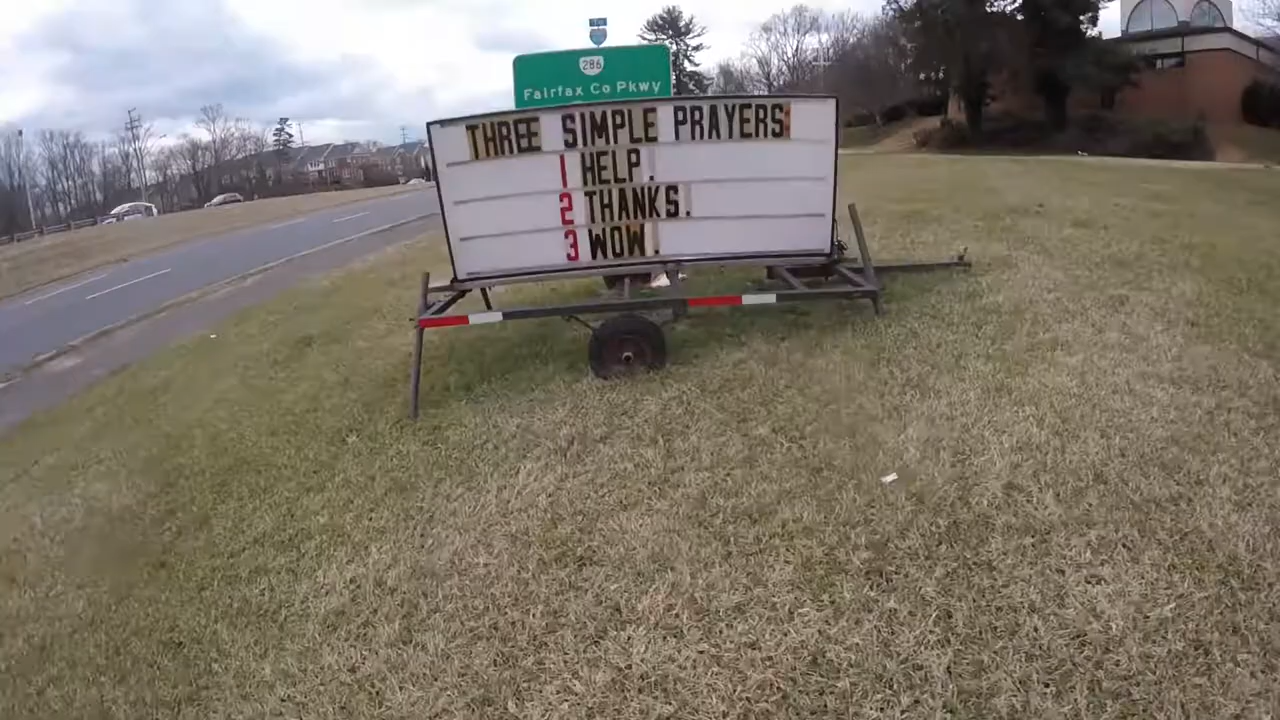 286
Fairfax Co Pkwy
THREE SIMPLE PRAYERS
1 HELP.
2 THANKS.
3 WOW.